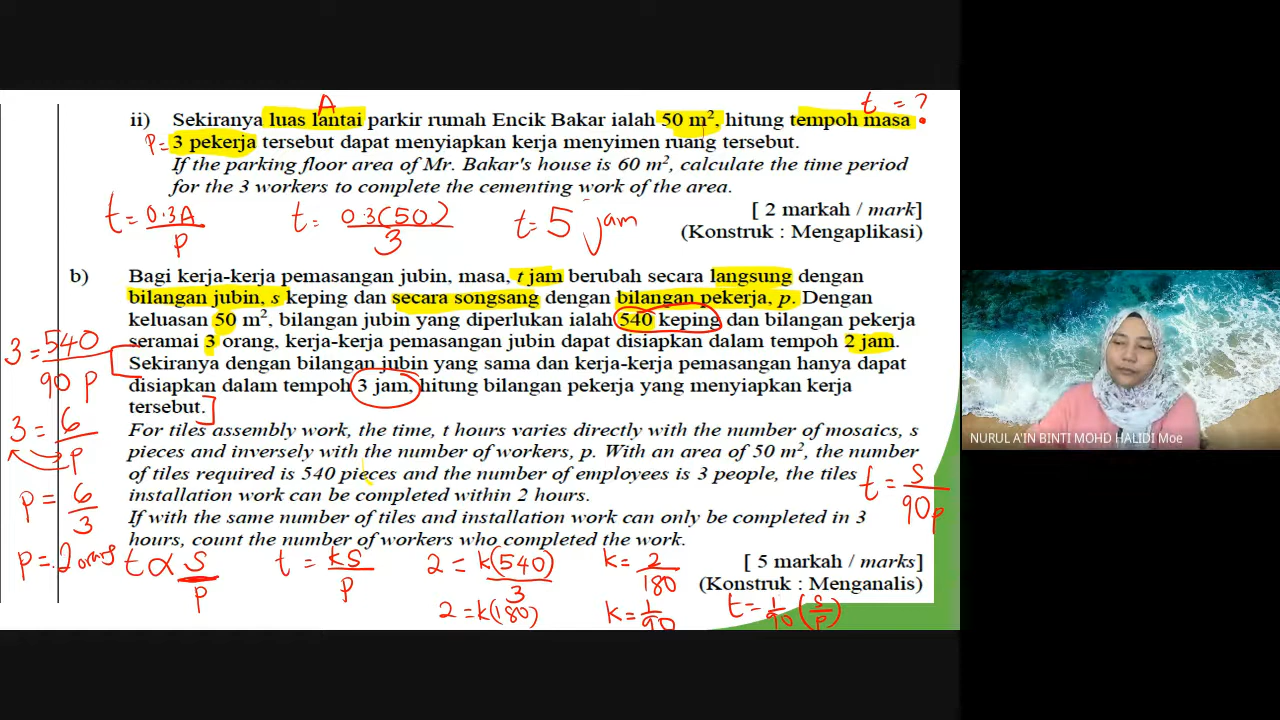 A
t = ?
ii) Sekiranya luas lantai parkir rumah Encik Bakar ialah 50 m², hitung tempoh masa
P= 3 pekerja tersebut dapat menyiapkan kerja menyimen ruang tersebut.
If the parking floor area of Mr. Bakar's house is 60 m², calculate the time period
for the 3 workers to complete the cementing work of the area.
t = 0.3A/P t = 0.3(50)/3 t = 5 jam
[ 2 markah / mark]
(Konstruk : Mengaplikasi)
b) Bagi kerja-kerja pemasangan jubin, masa, t jam berubah secara langsung dengan
bilangan jubin, s keping dan secara songsang dengan bilangan pekerja, p. Dengan
keluasan 50 m², bilangan jubin yang diperlukan ialah 540 keping dan bilangan pekerja
seramai 3 orang, kerja-kerja pemasangan jubin dapat disiapkan dalam tempoh 2 jam.
Sekiranya dengan bilangan jubin yang sama dan kerja-kerja pemasangan hanya dapat
disiapkan dalam tempoh 3 jam, hitung bilangan pekerja yang menyiapkan kerja
tersebut.
For tiles assembly work, the time, t hours varies directly with the number of mosaics, s
pieces and inversely with the number of workers, p. With an area of 50 m², the number
of tiles required is 540 pieces and the number of employees is 3 people, the tiles
installation work can be completed within 2 hours.
If with the same number of tiles and installation work can only be completed in 3
hours, count the number of workers who completed the work.
[ 5 markah / marks]
(Konstruk : Menganalis)
t ∝ s/p t = ks/p 2 = k(540)/3 k = 2/180
2 = k(180) k = 1/90 t = 1/90 (s/p)
t = s/90p
3 = 540/90p
3 = 6/p
p = 6/3
p = 2 orang
NURUL A'IN BINTI MOHD HALIDI Moe